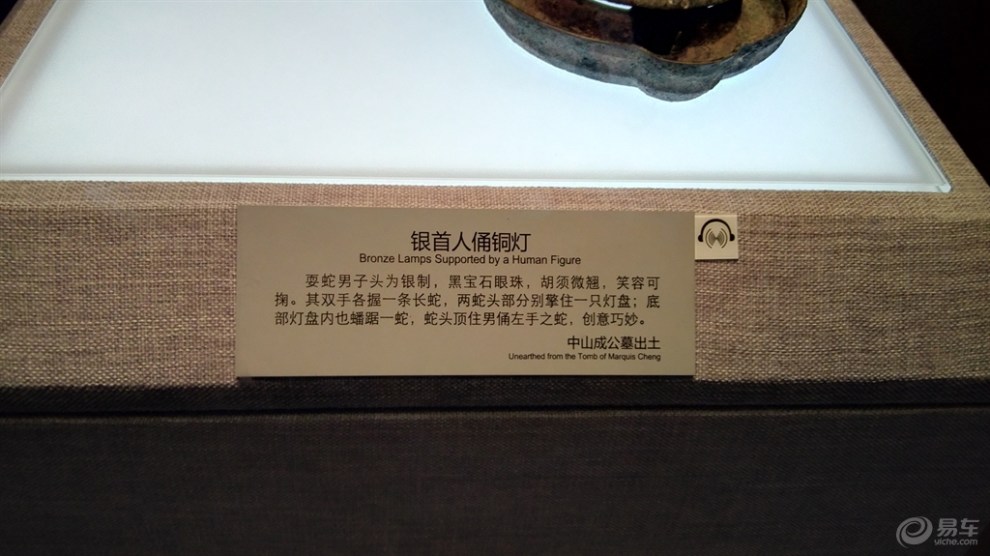 银首人俑铜灯
Bronze Lamps Supported by a Human Figure
耍蛇男子头为银制，黑宝石眼珠，胡须微翘，笑容可
掬。其双手各握一条长蛇，两蛇头部分别擎住一只灯盘；底
部灯盘内也蟠踞一蛇，蛇头顶住男俑左手之蛇，创意巧妙。
中山成公墓出土
Unearthed from the Tomb of Marquis Cheng
易车
yiche.com